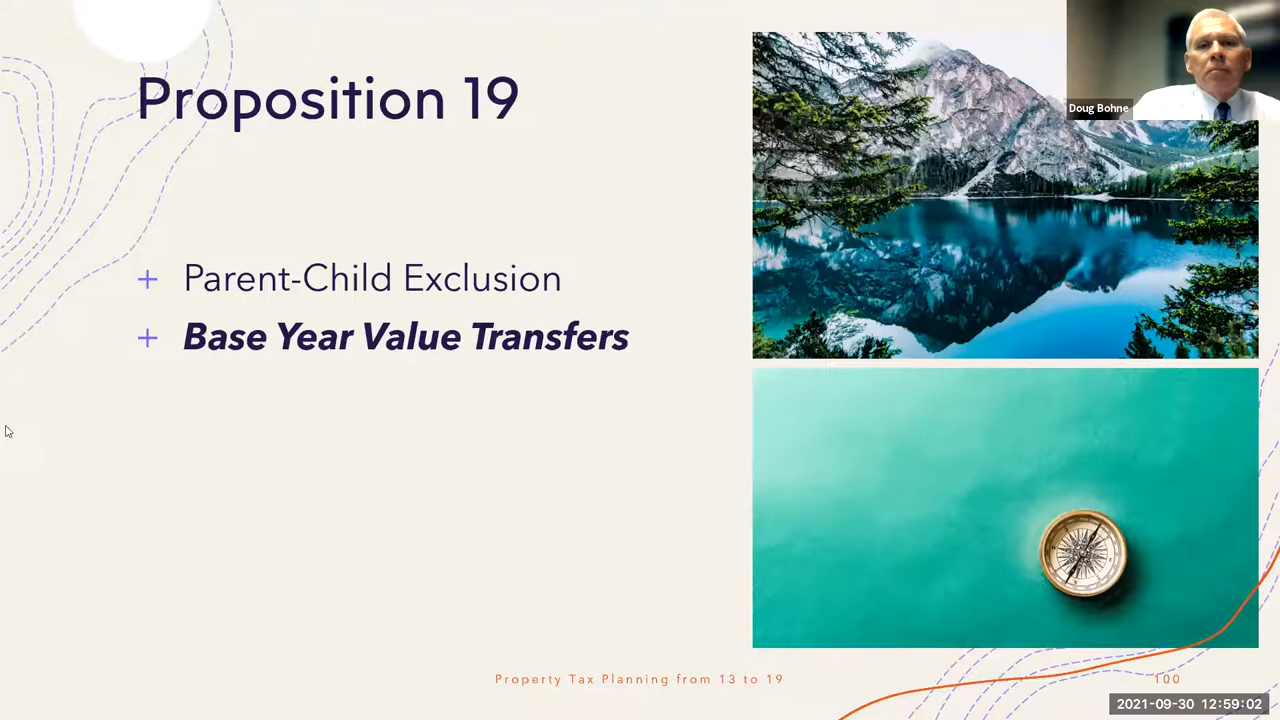 Proposition 19
Doug Bohne
+ Parent-Child Exclusion
+ Base Year Value Transfers
Property Tax Planning from 13 to 19
100
2021-09-30 12:59:02